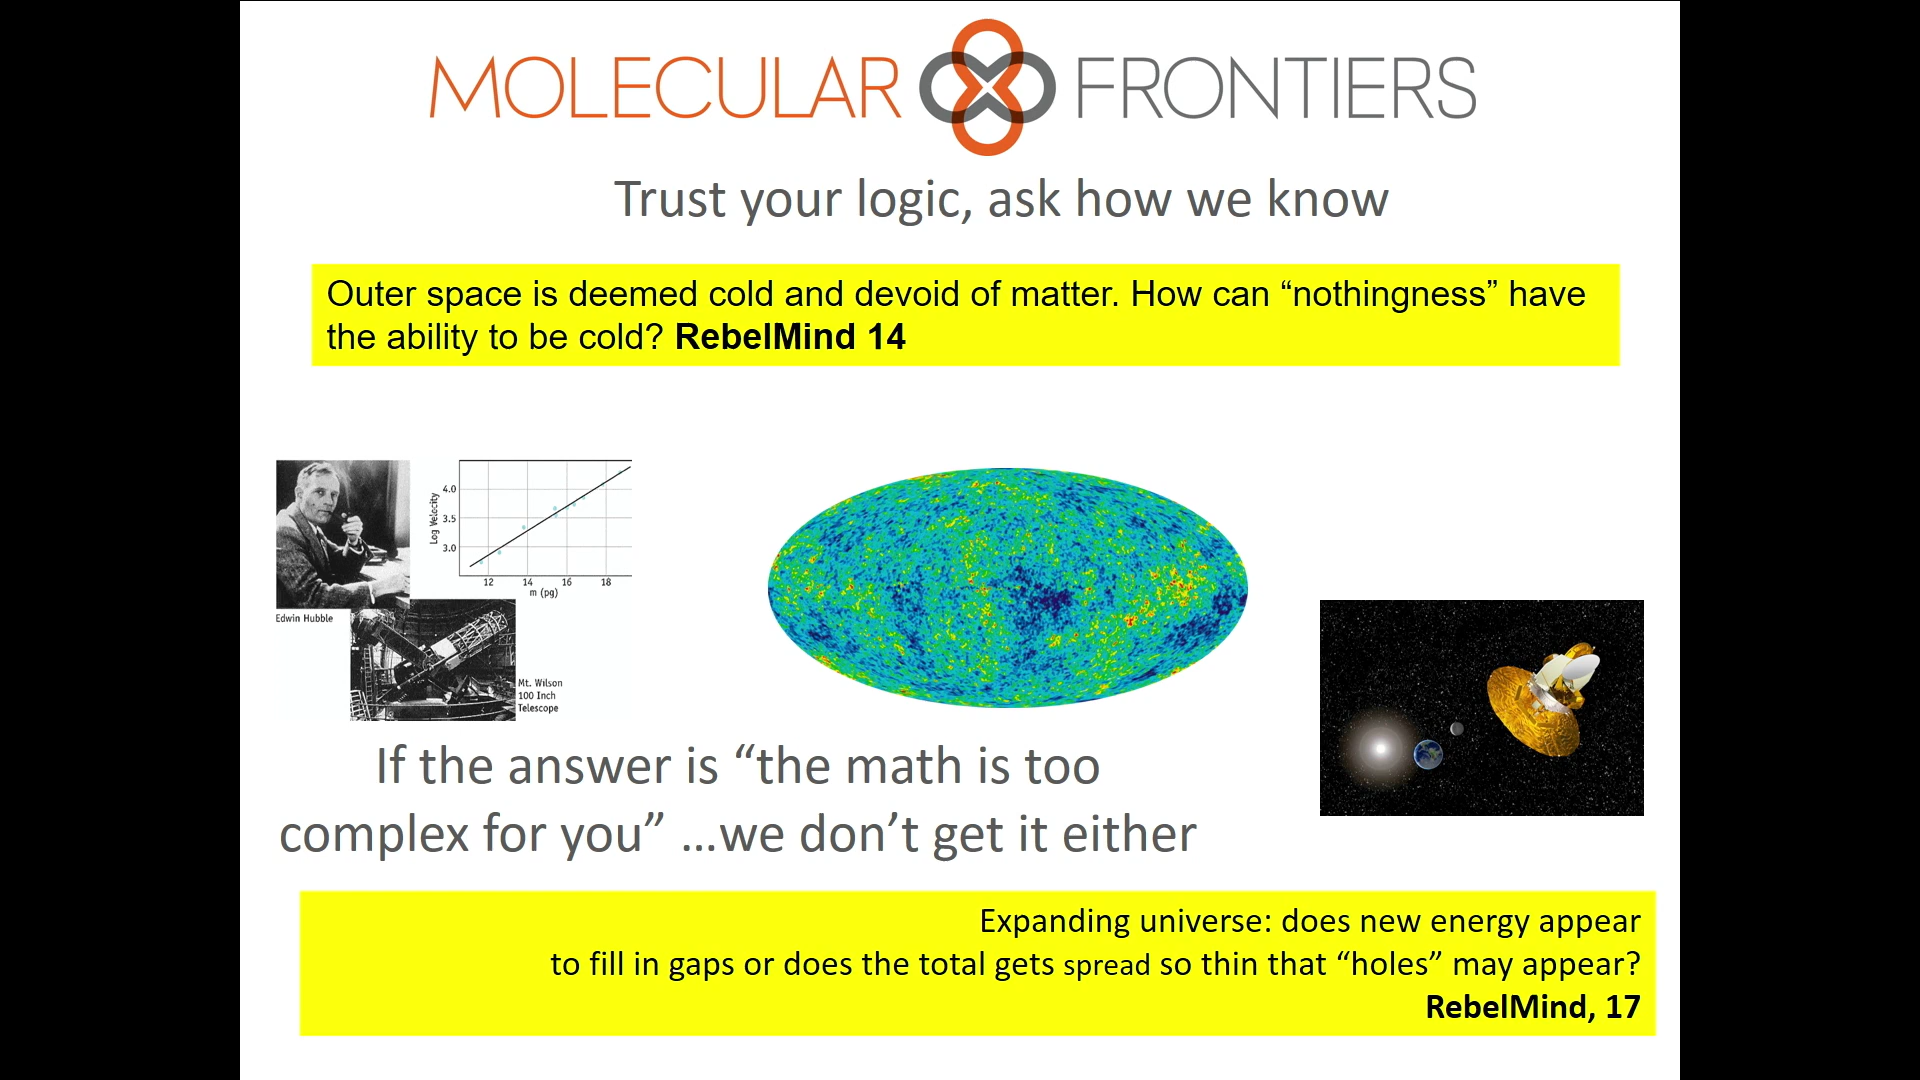 MOLECULAR FRONTIERS
Trust your logic, ask how we know
Outer space is deemed cold and devoid of matter. How can “nothingness” have
the ability to be cold? RebelMind 14
4.0
3.5
3.0
Log Velocity
12 14 16 18
m (pg)
Edwin Hubble
Mt. Wilson
100 Inch
Telescope
If the answer is “the math is too
complex for you” …we don’t get it either
Expanding universe: does new energy appear
to fill in gaps or does the total gets spread so thin that “holes” may appear?
RebelMind, 17